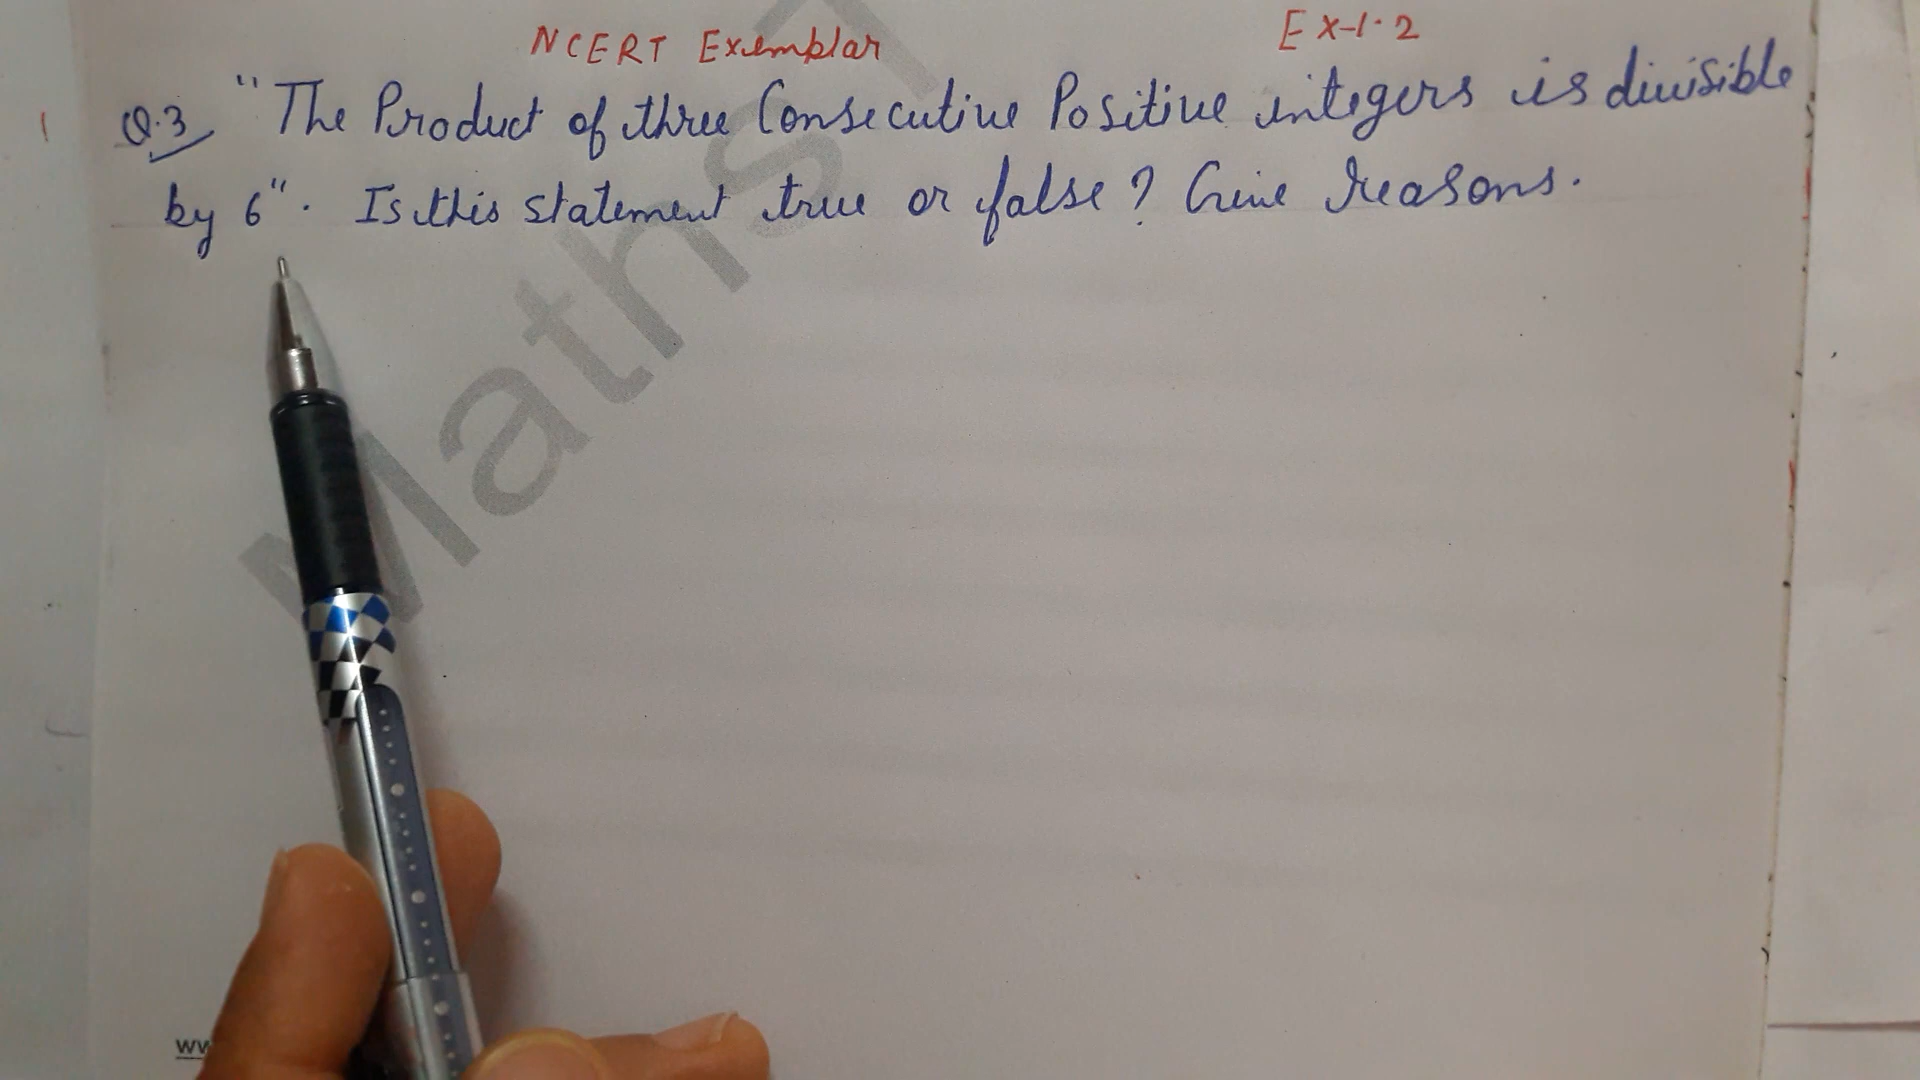 NCERT Exemplar Ex-1.2
Q.3 "The Product of three Consecutive Positive integers is divisible
by 6". Is this statement true or false? Give reasons.
Maths